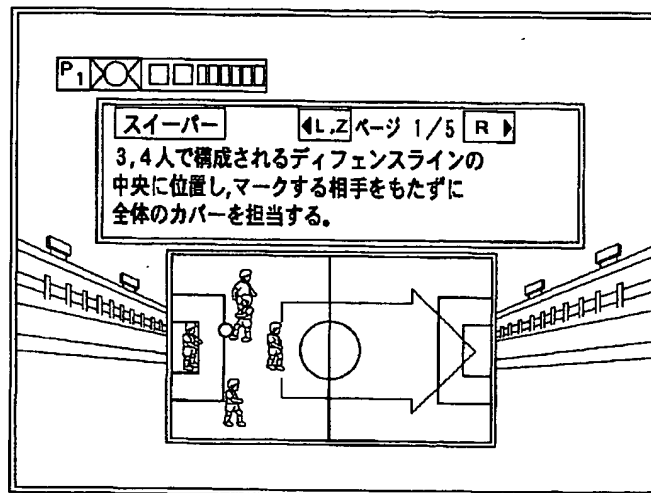 P1
スイーパー ◀L,Z ページ 1/5 R ▶
3,4人で構成されるディフェンスラインの
中央に位置し,マークする相手をもたずに
全体のカバーを担当する。